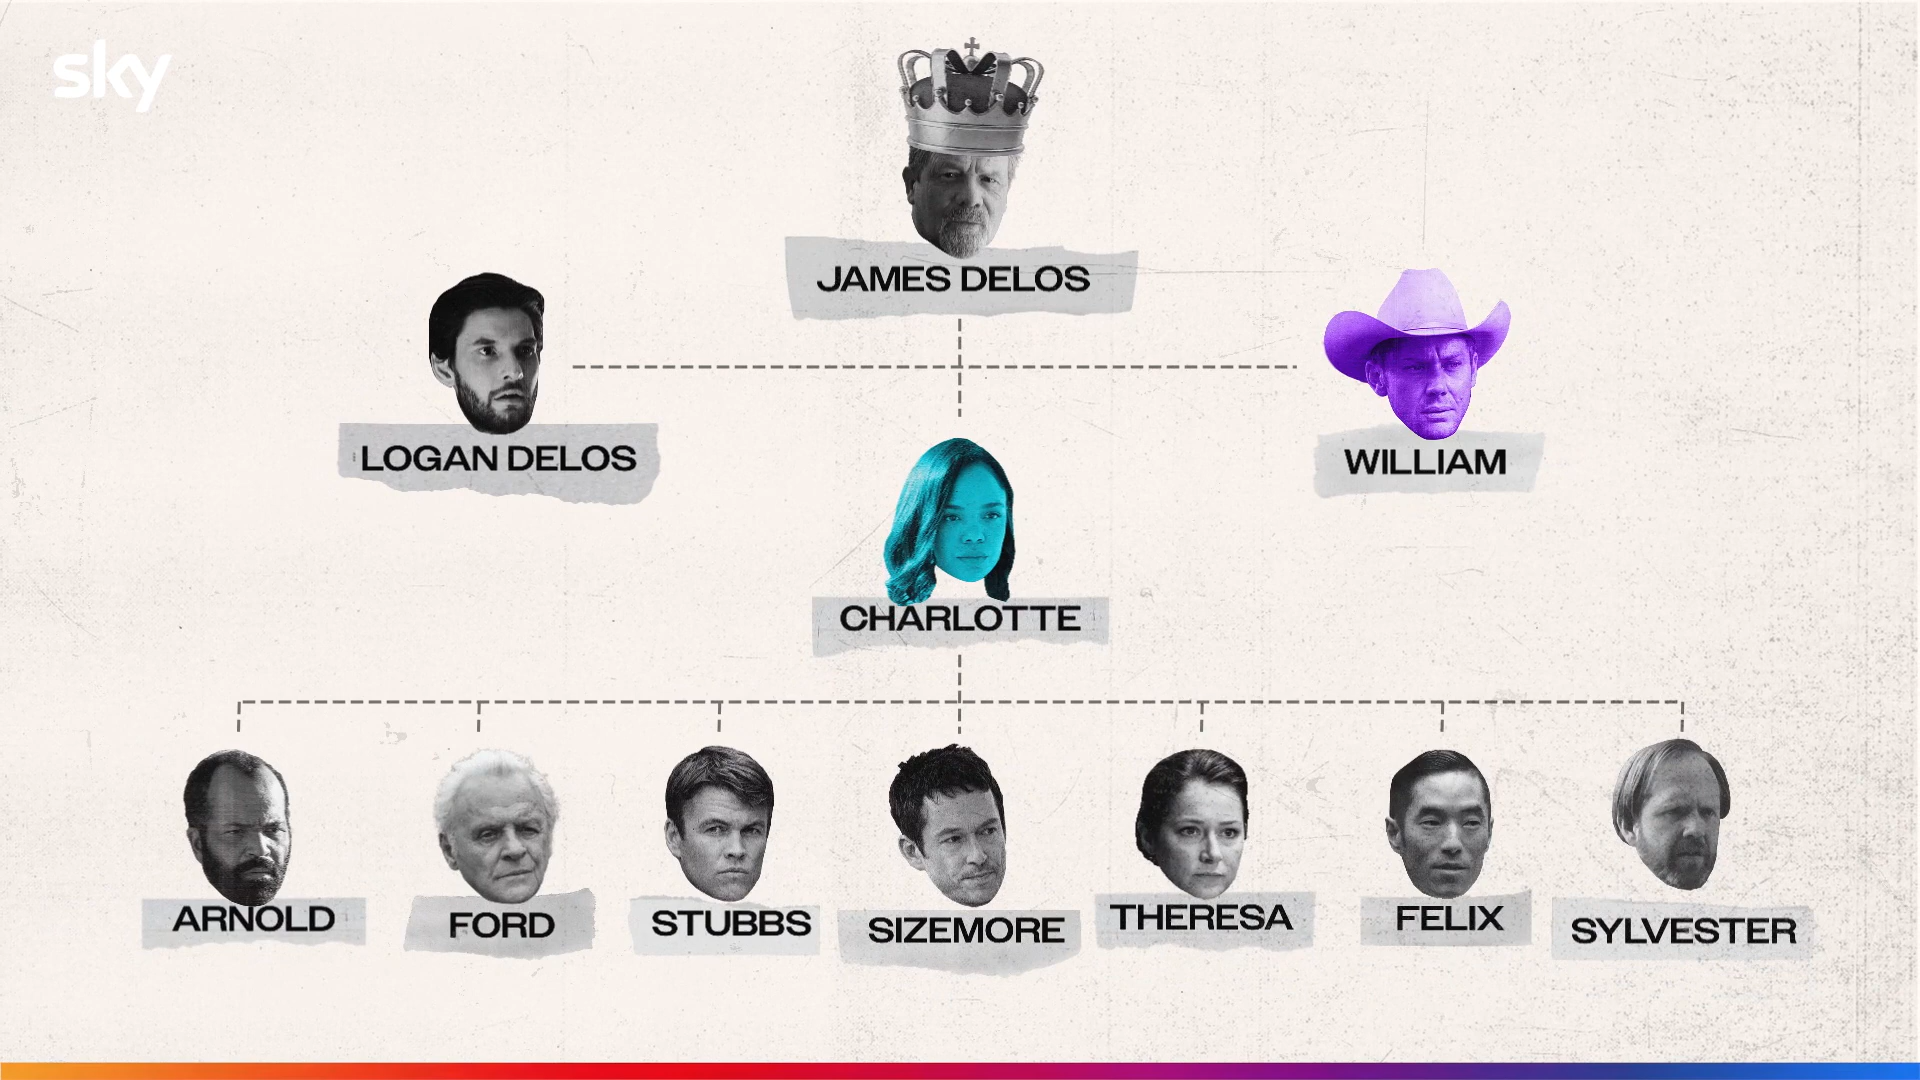 sky
JAMES DELOS
LOGAN DELOS
WILLIAM
CHARLOTTE
ARNOLD
FORD
STUBBS
SIZEMORE
THERESA
FELIX
SYLVESTER